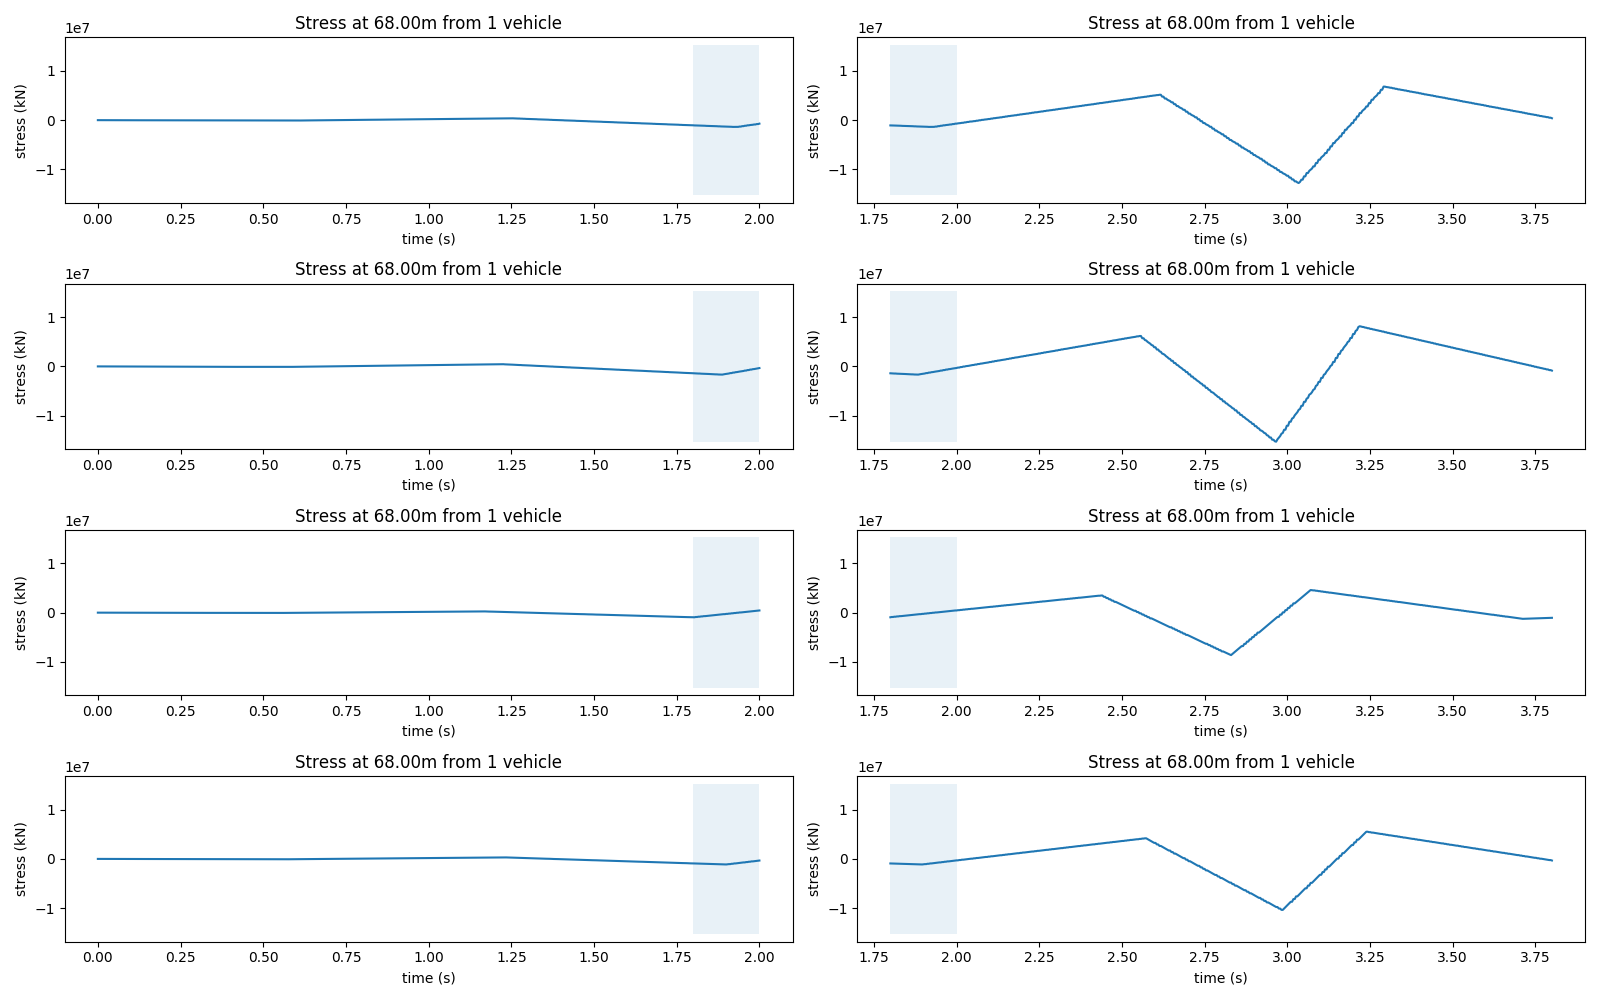 Stress at 68.00m from 1 vehicle
1e7
stress (kN)
1
0
−1
0.00 0.25 0.50 0.75 1.00 1.25 1.50 1.75 2.00
time (s)
Stress at 68.00m from 1 vehicle
1e7
stress (kN)
1
0
−1
1.75 2.00 2.25 2.50 2.75 3.00 3.25 3.50 3.75
time (s)
Stress at 68.00m from 1 vehicle
1e7
stress (kN)
1
0
−1
0.00 0.25 0.50 0.75 1.00 1.25 1.50 1.75 2.00
time (s)
Stress at 68.00m from 1 vehicle
1e7
stress (kN)
1
0
−1
1.75 2.00 2.25 2.50 2.75 3.00 3.25 3.50 3.75
time (s)
Stress at 68.00m from 1 vehicle
1e7
stress (kN)
1
0
−1
0.00 0.25 0.50 0.75 1.00 1.25 1.50 1.75 2.00
time (s)
Stress at 68.00m from 1 vehicle
1e7
stress (kN)
1
0
−1
1.75 2.00 2.25 2.50 2.75 3.00 3.25 3.50 3.75
time (s)
Stress at 68.00m from 1 vehicle
1e7
stress (kN)
1
0
−1
0.00 0.25 0.50 0.75 1.00 1.25 1.50 1.75 2.00
time (s)
Stress at 68.00m from 1 vehicle
1e7
stress (kN)
1
0
−1
1.75 2.00 2.25 2.50 2.75 3.00 3.25 3.50 3.75
time (s)